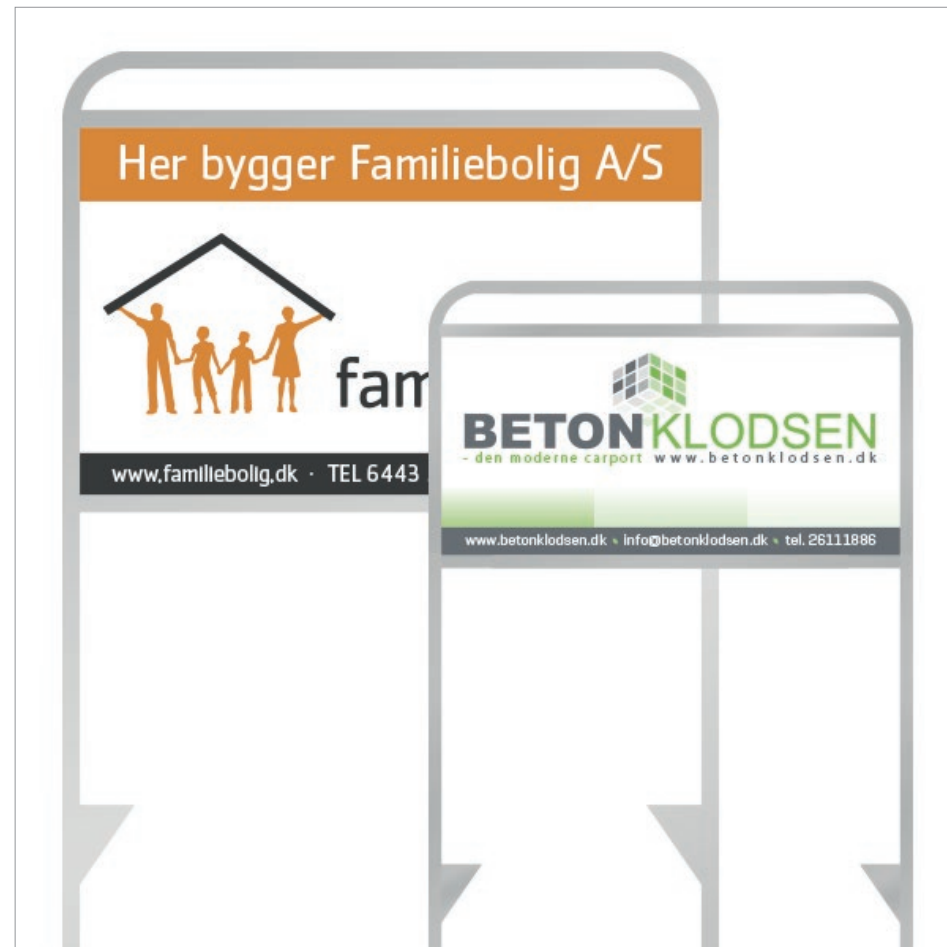 Her bygger Familiebolig A/S
fam
www.familiebolig.dk · TEL 6443
BETONKLODSEN
- den moderne carport www.betonklodsen.dk
www.betonklodsen.dk • info@betonklodsen.dk • tel. 26111886